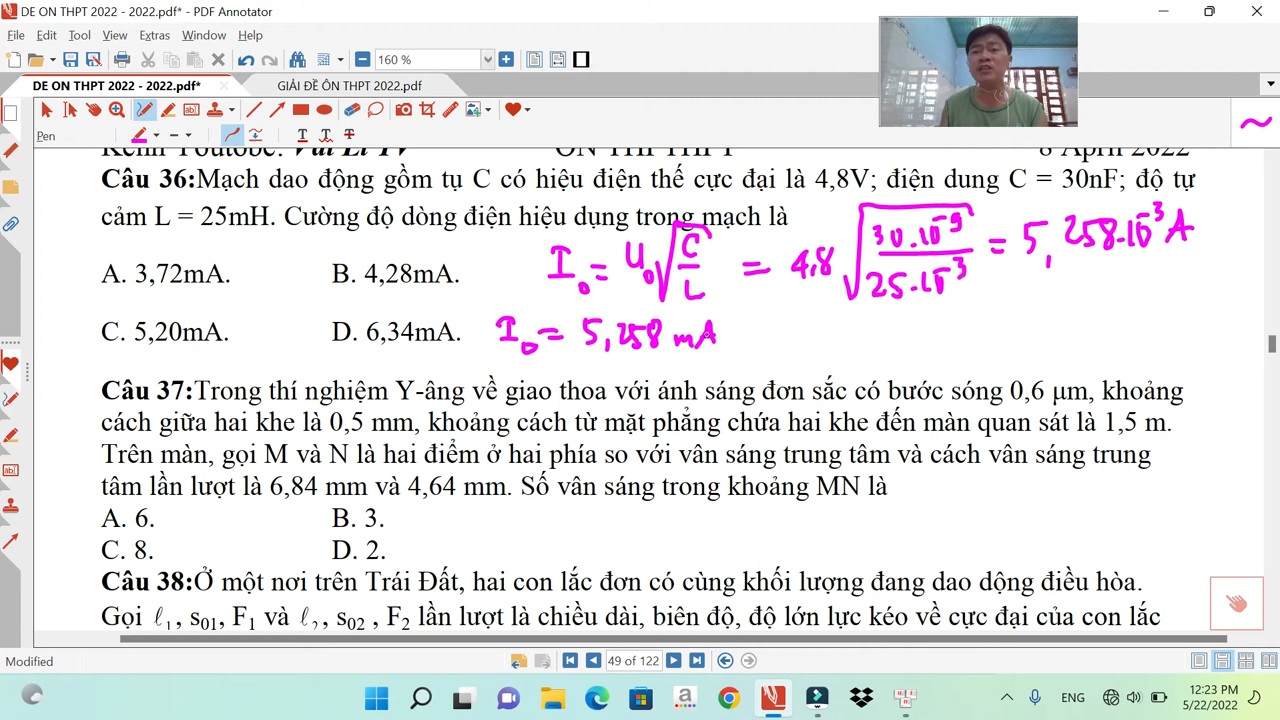 DE ON THPT 2022 - 2022.pdf* - PDF Annotator
File Edit Tool View Extras Window Help
160 %
DE ON THPT 2022 - 2022.pdf* GIẢI ĐỀ ÔN THPT 2022.pdf
Pen
Kênh Youtobe: Vui Lí TV ÔN THI THPT 8 April 2022
Câu 36:Mạch dao động gồm tụ C có hiệu điện thế cực đại là 4,8V; điện dung C = 30nF; độ tự
cảm L = 25mH. Cường độ dòng điện hiệu dụng trong mạch là
I₀ = U₀√(C/L) = 4,8 √(30.10⁻⁹/25.10⁻³) = 5,258.10⁻³ A
A. 3,72mA. B. 4,28mA.
C. 5,20mA. D. 6,34mA. I₀ = 5,258 mA
Câu 37:Trong thí nghiệm Y-âng về giao thoa với ánh sáng đơn sắc có bước sóng 0,6 μm, khoảng
cách giữa hai khe là 0,5 mm, khoảng cách từ mặt phẳng chứa hai khe đến màn quan sát là 1,5 m.
Trên màn, gọi M và N là hai điểm ở hai phía so với vân sáng trung tâm và cách vân sáng trung
tâm lần lượt là 6,84 mm và 4,64 mm. Số vân sáng trong khoảng MN là
A. 6. B. 3.
C. 8. D. 2.
Câu 38:Ở một nơi trên Trái Đất, hai con lắc đơn có cùng khối lượng đang dao động điều hòa.
Gọi ℓ₁, s₀₁, F₁ và ℓ₂, s₀₂ , F₂ lần lượt là chiều dài, biên độ, độ lớn lực kéo về cực đại của con lắc
Modified 49 of 122
ENG 12:23 PM
5/22/2022